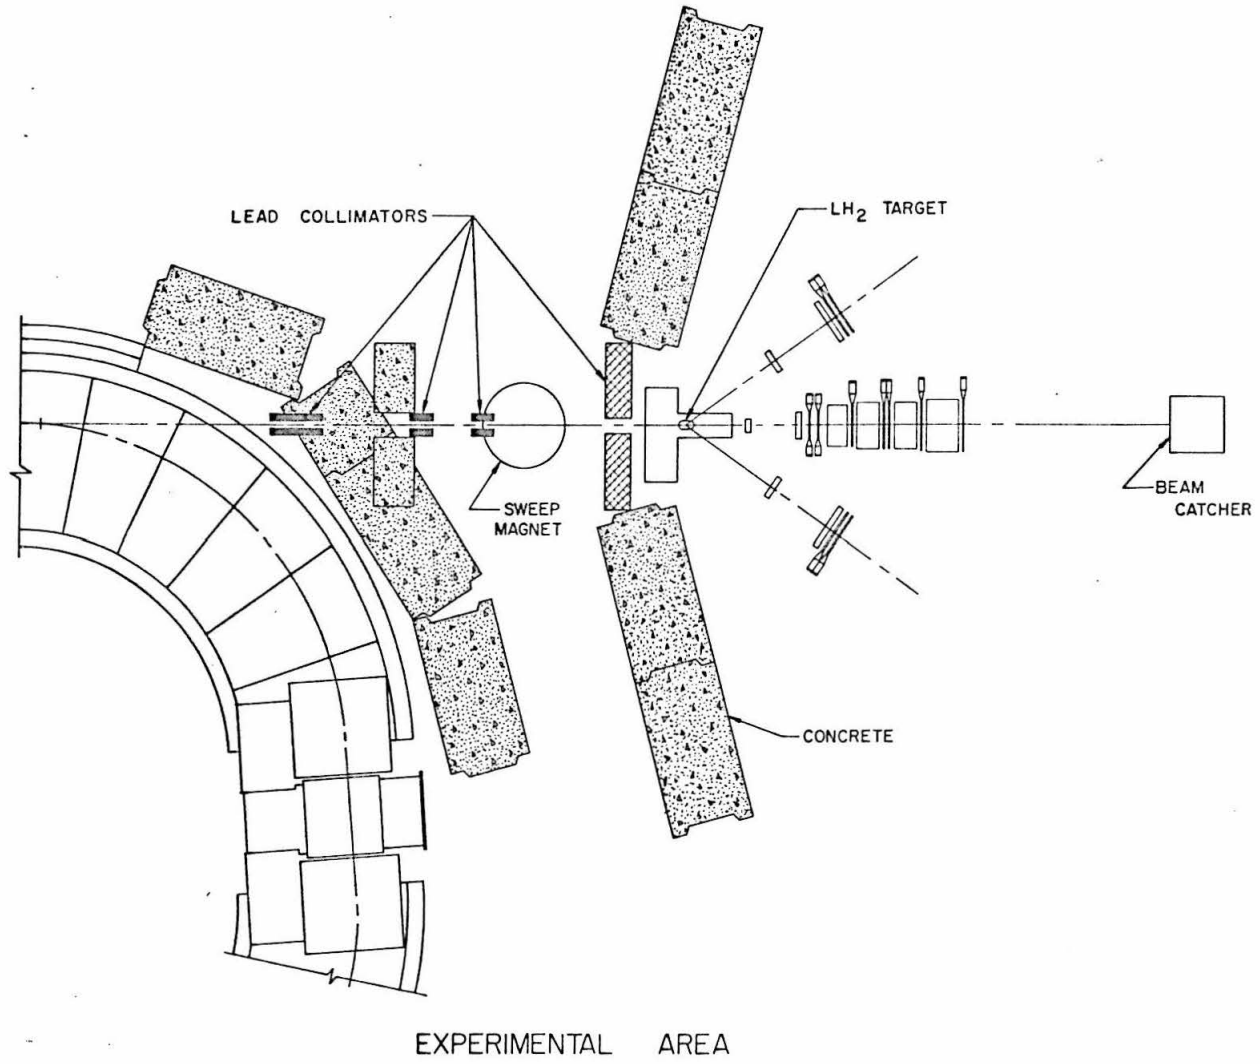 LEAD COLLIMATORS
LH₂ TARGET
SWEEP
MAGNET
BEAM
CATCHER
CONCRETE
EXPERIMENTAL AREA